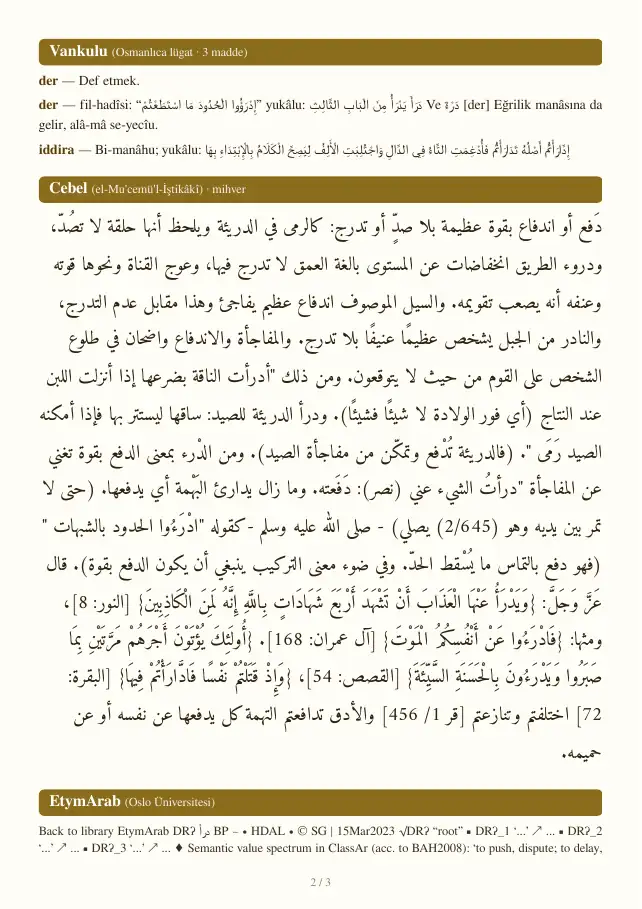 Vankulu (Osmanlıca lügat · 3 madde)
der — Def etmek.
der — fil-hadîsi: “إِدْرَؤُوا الْحُدُودَ مَا اسْتَطَعْتُمْ” yukâlu: دَرَأَ يَدْرَأُ مِنَ الْبَابِ الثَّالِثِ Ve دَرْءٌ [der] Eğrilik manâsına da
gelir, alâ-mâ se-yecîu.
iddira — Bi-manâhu; yukâlu: إِدَّارَأْتُمْ أَصْلُهُ تَدَارَأْتُمْ فَأُدْغِمَتِ التَّاءُ فِي الدَّالِ وَاجْتُلِبَتِ الْأَلِفُ لِيَصِحَّ الْكَلَامُ بِالْإِبْتِدَاءِ بِهَا
Cebel (el-Mu'cemü'l-İştikâkî) · mihver
دَفع أو اندفاع بقوة عظيمة بلا صدٍّ أو تدرج: كالرمى في الدريئة ويلحظ أنها حلقة لا تصُدّ،
ودروء الطريق انخفاضات عن المستوى بالغة العمق لا تدرج فيها، وعوج القناة ونحوها قوته
وعنفه أنه يصعب تقويمه. والسيل الموصوف اندفاع عظيم يفاجئ وهذا مقابل عدم التدرج،
والنادر من الجبل يشخص عظيمًا عنيفًا بلا تدرج. والمفاجأة والاندفاع واضحان في طلوع
الشخص على القوم من حيث لا يتوقعون. ومن ذلك "أدرأت الناقة بضرعها إذا أنزلت اللبن
عند النتاج (أي فور الولادة لا شيئًا فشيئًا). ودرأ الدريئة للصيد: ساقها ليستتر بها فإذا أمكنه
الصيد رَمَى ". (فالدريئة تُدْفع وتمكّن من مفاجأة الصيد). ومن الدْرء بمعنى الدفع بقوة تغني
عن المفاجأة "درأتُ الشيء عني (نصر): دَفَعته. وما زال يدارئ البَهْمة أي يدفعها. (حتى لا
تمر بين يديه وهو (2/645) يصلي) - صلى الله عليه وسلم -كقوله "ادْرَءُوا الحدود بالشبهات "
(فهو دفع بالتماس ما يُسْقط الحدّ. وفي ضوء معنى التركيب ينبغي أن يكون الدفع بقوة). قال
عَزَّ وَجَلَّ: {وَيَدْرَأُ عَنْهَا الْعَذَابَ أَنْ تَشْهَدَ أَرْبَعَ شَهَادَاتٍ بِاللَّهِ إِنَّهُ لَمِنَ الْكَاذِبِينَ} [النور: 8]،
ومثها: {فَادْرَءُوا عَنْ أَنْفُسِكُمُ الْمَوْتَ} [آل عمران: 168]. {أُولَئِكَ يُؤْتَوْنَ أَجْرَهُمْ مَرَّتَيْنِ بِمَا
صَبَرُوا وَيَدْرَءُونَ بِالْحَسَنَةِ السَّيِّئَةَ} [القصص: 54]، {وَإِذْ قَتَلْتُمْ نَفْسًا فَادَّارَأْتُمْ فِيهَا} [البقرة:
72] اختلفتم وتنازعتم [قر 1/ 456] والأدق تدافعتم التهمة كل يدفعها عن نفسه أو عن
حميمه.
EtymArab (Oslo Üniversitesi)
Back to library EtymArab DRʔ درأ BP – ▪ HDAL ▪ © SG | 15Mar2023 √DRʔ “root” ▪ DRʔ_1 ‘...’ ↗ ... ▪ DRʔ_2
‘...’ ↗ ... ▪ DRʔ_3 ‘...’ ↗ ... ♦ Semantic value spectrum in ClassAr (acc. to BAH2008): ‘to push, dispute; to delay,
2 / 3